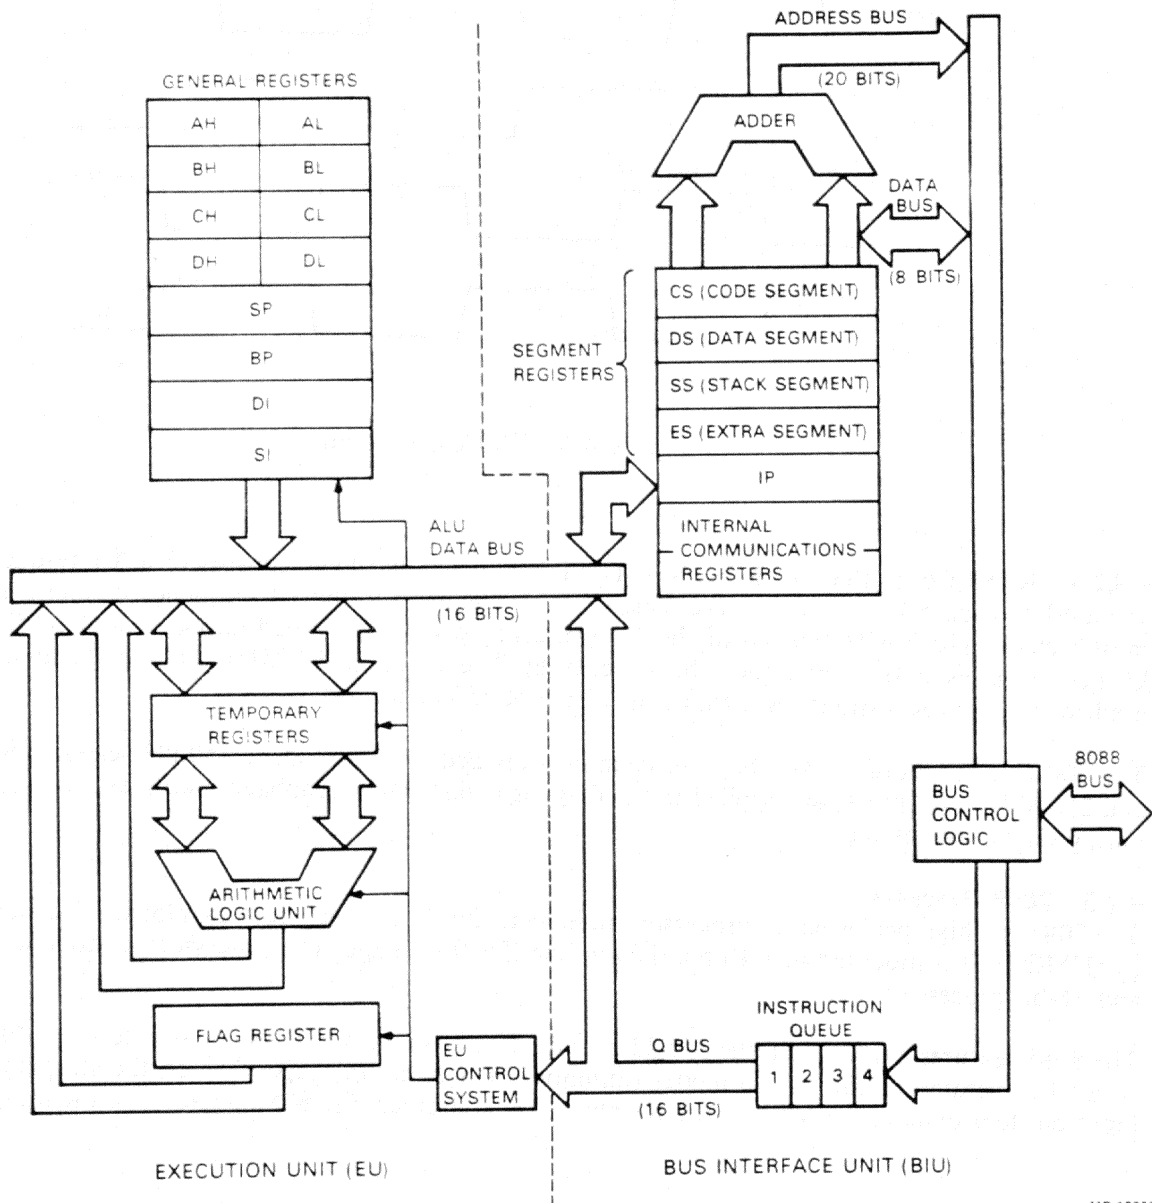 ADDRESS BUS
(20 BITS)
GENERAL REGISTERS
AH AL
BH BL
CH CL
DH DL
SP
BP
DI
SI
ADDER
DATA
BUS
(8 BITS)
SEGMENT
REGISTERS
CS (CODE SEGMENT)
DS (DATA SEGMENT)
SS (STACK SEGMENT)
ES (EXTRA SEGMENT)
IP
INTERNAL
COMMUNICATIONS
REGISTERS
ALU
DATA BUS
(16 BITS)
TEMPORARY
REGISTERS
ARITHMETIC
LOGIC UNIT
FLAG REGISTER
EU
CONTROL
SYSTEM
Q BUS
(16 BITS)
INSTRUCTION
QUEUE
1 2 3 4
BUS
CONTROL
LOGIC
8088
BUS
EXECUTION UNIT (EU)
BUS INTERFACE UNIT (BIU)